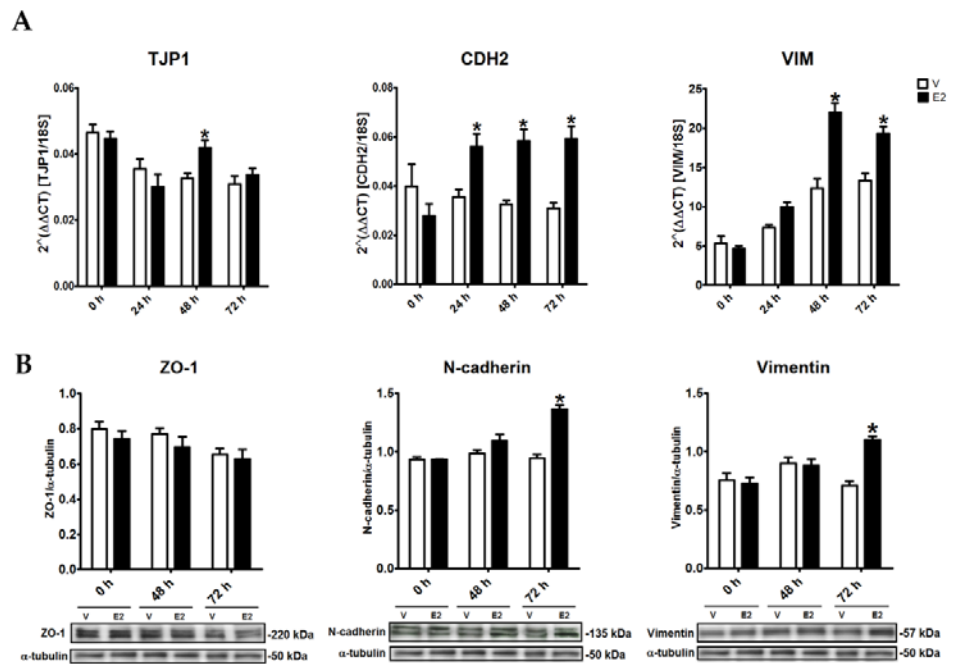 A
TJP1
CDH2
VIM
V
E2
2^(ΔΔCT) [TJP1/18S]
0.06
0.04
0.02
0.00
*
0 h
24 h
48 h
72 h
2^(ΔΔCT) [CDH2/18S]
0.08
0.06
0.04
0.02
0.00
* * *
0 h
24 h
48 h
72 h
2^(ΔΔCT) [VIM/18S]
25
20
15
10
5
0
* *
0 h
24 h
48 h
72 h
B
ZO-1
N-cadherin
Vimentin
ZO-1/α-tubulin
1.0
0.8
0.6
0.4
0.2
0.0
0 h
48 h
72 h
V E2 V E2 V E2
ZO-1 -220 kDa
α-tubulin -50 kDa
N-cadherin/α-tubulin
1.5
1.0
0.5
0.0
*
0 h
48 h
72 h
V E2 V E2 V E2
N-cadherin -135 kDa
α-tubulin -50 kDa
Vimentin/α-tubulin
1.5
1.0
0.5
0.0
*
0 h
48 h
72 h
V E2 V E2 V E2
Vimentin -57 kDa
α-tubulin -50 kDa